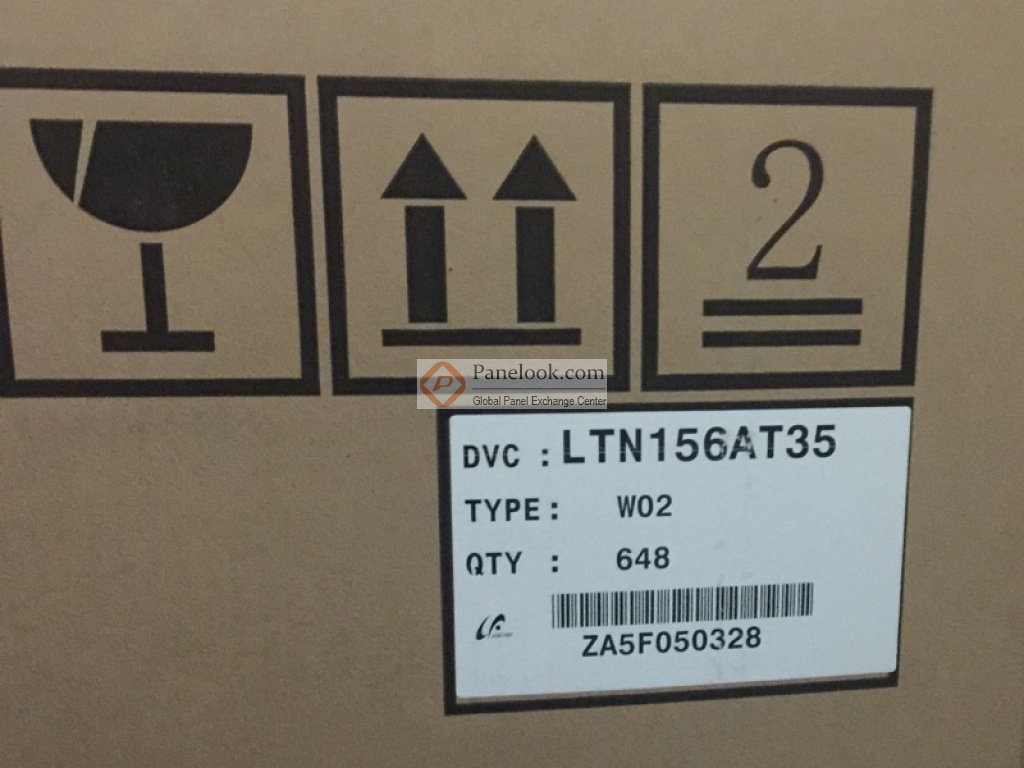 2
Panelook.com
Global Panel Exchange Center
DVC : LTN156AT35
TYPE : W02
QTY : 648
ZA5F050328